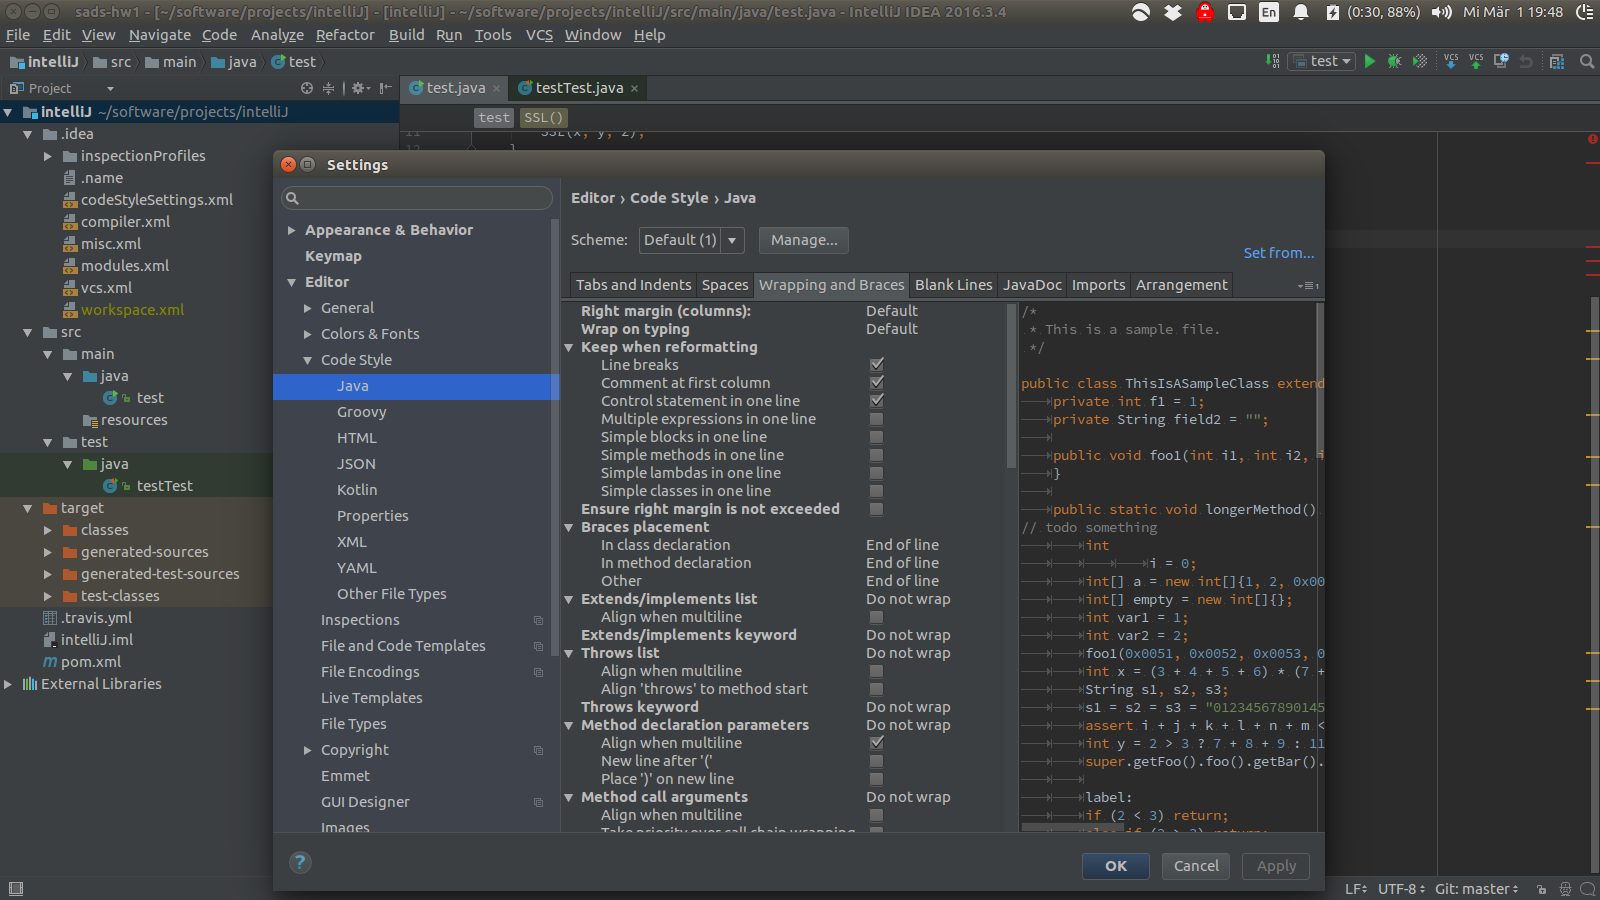 sads-hw1 - [~/software/projects/intelliJ] - [intelliJ] - ~/software/projects/intelliJ/src/main/java/test.java - IntelliJ IDEA 2016.3.4
En
(0:30, 88%)
Mi Mär 1 19:48
File Edit View Navigate Code Analyze Refactor Build Run Tools VCS Window Help
intelliJ src main java test
test
VCS VCS
Project
test.java
testTest.java
intelliJ ~/software/projects/intelliJ
.idea
inspectionProfiles
.name
codeStyleSettings.xml
compiler.xml
misc.xml
modules.xml
vcs.xml
workspace.xml
src
main
java
test
resources
test
java
testTest
target
classes
generated-sources
generated-test-sources
test-classes
.travis.yml
intelliJ.iml
pom.xml
External Libraries
test SSL()
11 SSL(x, y, z);
12 }
Settings
Appearance & Behavior
Keymap
Editor
General
Colors & Fonts
Code Style
Java
Groovy
HTML
JSON
Kotlin
Properties
XML
YAML
Other File Types
Inspections
File and Code Templates
File Encodings
Live Templates
File Types
Copyright
Emmet
GUI Designer
Images
Editor › Code Style › Java
Scheme: Default (1) Manage...
Set from...
Tabs and Indents Spaces Wrapping and Braces Blank Lines JavaDoc Imports Arrangement
Right margin (columns): Default
Wrap on typing Default
Keep when reformatting
Line breaks
Comment at first column
Control statement in one line
Multiple expressions in one line
Simple blocks in one line
Simple methods in one line
Simple lambdas in one line
Simple classes in one line
Ensure right margin is not exceeded
Braces placement
In class declaration End of line
In method declaration End of line
Other End of line
Extends/implements list Do not wrap
Align when multiline
Extends/implements keyword Do not wrap
Throws list Do not wrap
Align when multiline
Align 'throws' to method start
Throws keyword Do not wrap
Method declaration parameters Do not wrap
Align when multiline
New line after '('
Place ')' on new line
Method call arguments Do not wrap
Align when multiline
Take priority over call chain wrapping
/*
* This is a sample file.
*/
public class ThisIsASampleClass extend
private int f1 = 1;
private String field2 = "";
public void foo1(int i1, int i2, i
}
public static void longerMethod()
// todo something
int
i = 0;
int[] a = new int[]{1, 2, 0x00
int[] empty = new int[]{};
int var1 = 1;
int var2 = 2;
foo1(0x0051, 0x0052, 0x0053, 0
int x = (3 + 4 + 5 + 6) * (7 +
String s1, s2, s3;
s1 = s2 = s3 = "01234567890145
assert i + j + k + l + n + m <
int y = 2 > 3 ? 7 + 8 + 9 : 11
super.getFoo().foo().getBar().
label:
if (2 < 3) return;
else if (2 > 3) return;
? OK Cancel Apply
LF UTF-8 Git: master